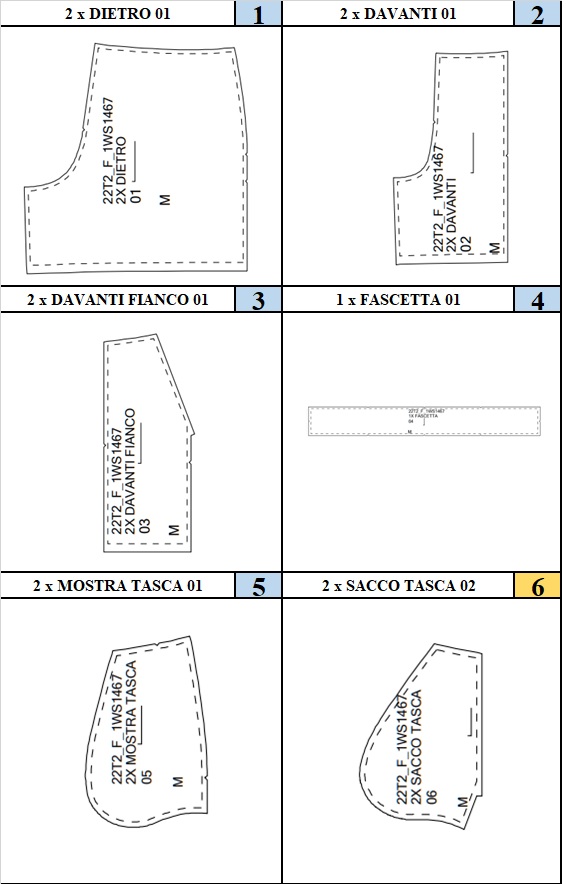 2 x DIETRO 01
1
2 x DAVANTI 01
2
22T2_F_1WS1467
2X DIETRO
01
M
22T2_F_1WS1467
2X DAVANTI
02
M
2 x DAVANTI FIANCO 01
3
1 x FASCETTA 01
4
22T2_F_1WS1467
2X DAVANTI FIANCO
03
M
22T2_F_1WS1467
1X FASCETTA
04
M
2 x MOSTRA TASCA 01
5
2 x SACCO TASCA 02
6
22T2_F_1WS1467
2X MOSTRA TASCA
05
M
22T2_F_1WS1467
2X SACCO TASCA
06
M